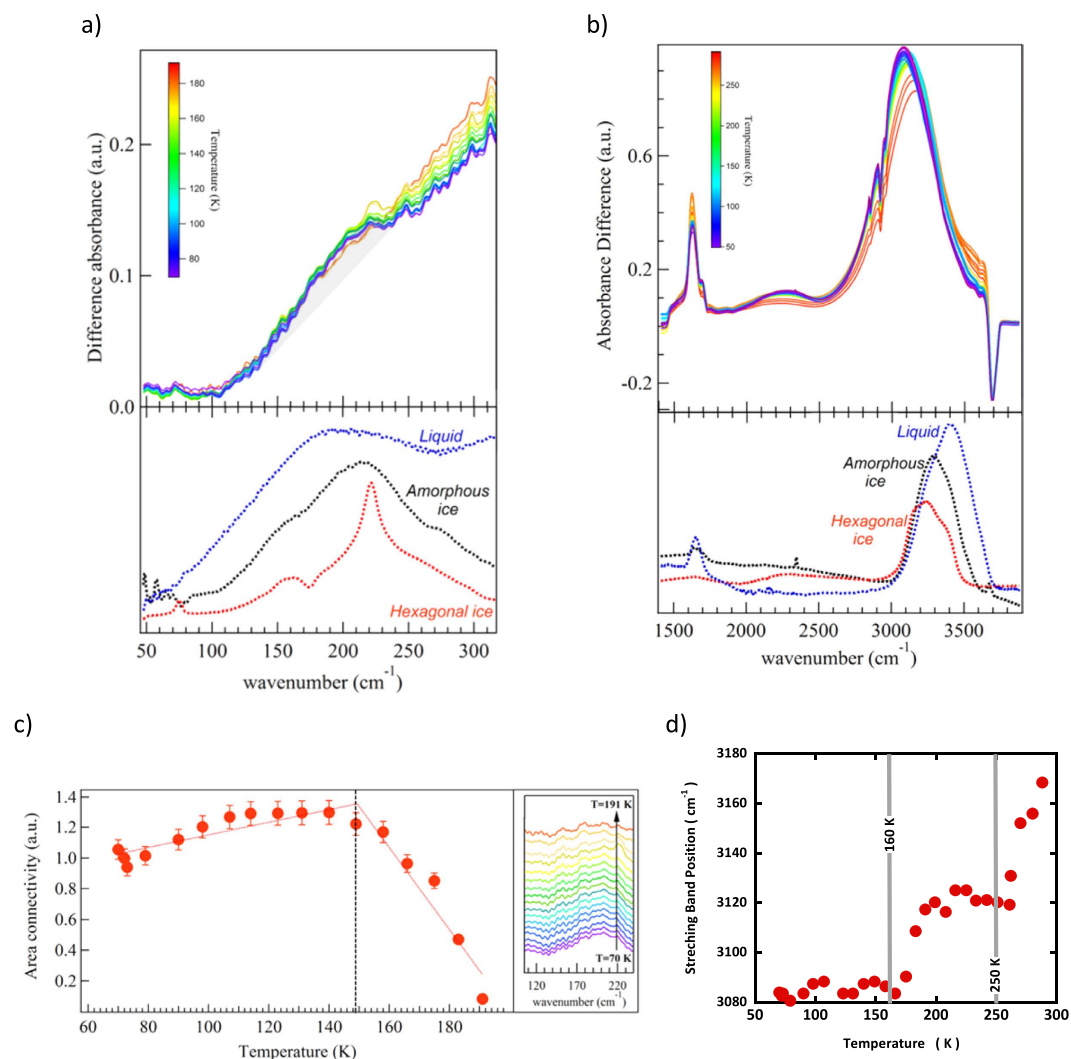 a)
b)
Difference absorbance (a.u.)
0.2
0.1
0.0
Temperature (K)
180
160
140
120
100
80
Liquid
Amorphous
ice
Hexagonal ice
50
100
150
200
250
300
wavenumber (cm-1)
Absorbance Difference (a.u.)
0.6
0.2
-0.2
Temperature (K)
250
200
150
100
50
Liquid
Amorphous
ice
Hexagonal
ice
1500
2000
2500
3000
3500
wavenumber (cm-1)
c)
Area connectivity (a.u.)
1.4
1.2
1.0
0.8
0.6
0.4
0.2
60
80
100
120
140
160
180
Temperature (K)
T=191 K
T=70 K
120
170
220
wavenumber (cm-1)
d)
Streching Band Position ( cm-1)
3180
3160
3140
3120
3100
3080
160 K
250 K
50
100
150
200
250
300
Temperature ( K )